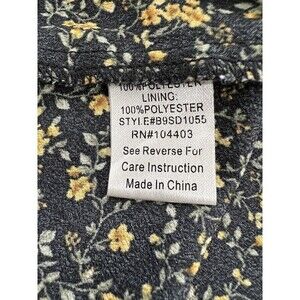 100%POLYESTER
LINING:
100%POLYESTER
STYLE#B9SD1055
RN#104403
See Reverse For
Care Instruction
Made In China